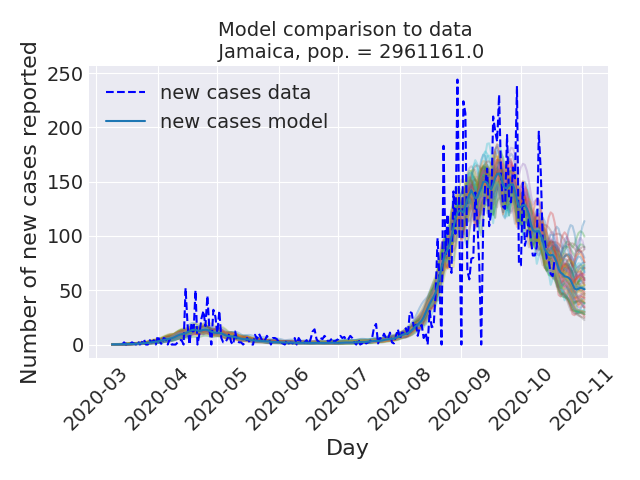 Model comparison to data
Jamaica, pop. = 2961161.0
new cases data
new cases model
Number of new cases reported
250
200
150
100
50
0
2020-03
2020-04
2020-05
2020-06
2020-07
2020-08
2020-09
2020-10
2020-11
Day